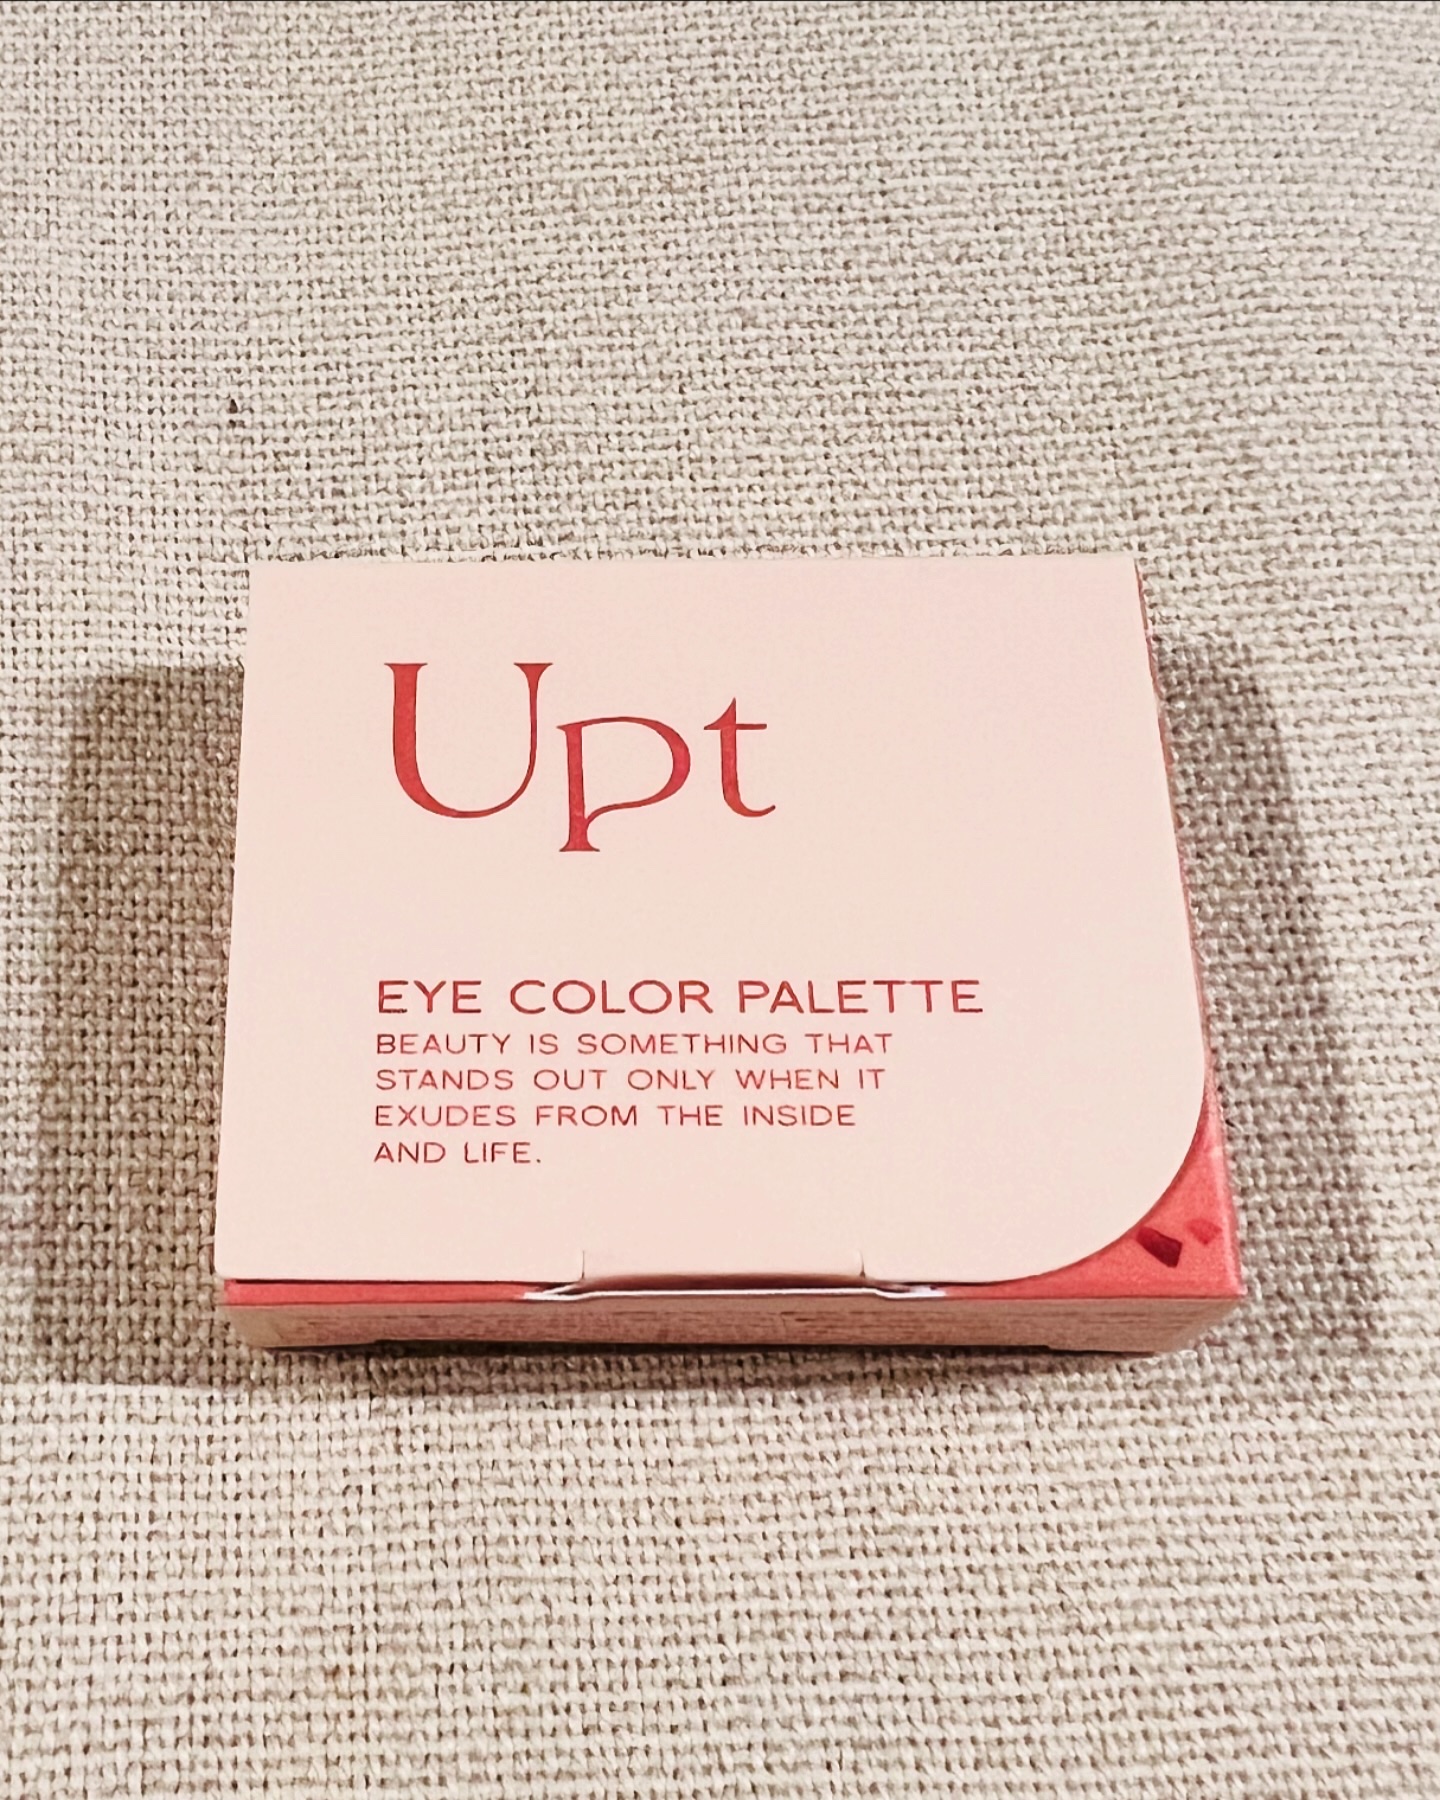 Upt
EYE COLOR PALETTE
BEAUTY IS SOMETHING THAT
STANDS OUT ONLY WHEN IT
EXUDES FROM THE INSIDE
AND LIFE.